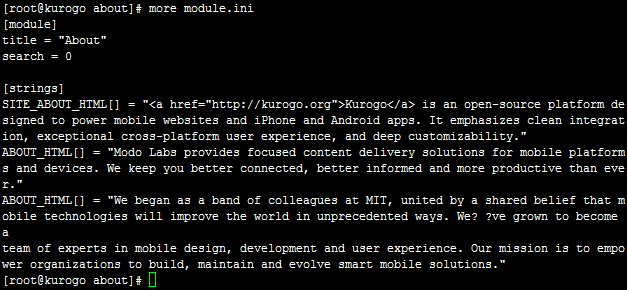 [root@kurogo about]# more module.ini
[module]
title = "About"
search = 0
[strings]
SITE_ABOUT_HTML[] = "<a href="http://kurogo.org">Kurogo</a> is an open-source platform de
signed to power mobile websites and iPhone and Android apps. It emphasizes clean integrat
ion, exceptional cross-platform user experience, and deep customizability."
ABOUT_HTML[] = "Modo Labs provides focused content delivery solutions for mobile platform
s and devices. We keep you better connected, better informed and more productive than eve
r."
ABOUT_HTML[] = "We began as a band of colleagues at MIT, united by a shared belief that m
obile technologies will improve the world in unprecedented ways. We? ?ve grown to become
a
team of experts in mobile design, development and user experience. Our mission is to empo
wer organizations to build, maintain and evolve smart mobile solutions."
[root@kurogo about]#